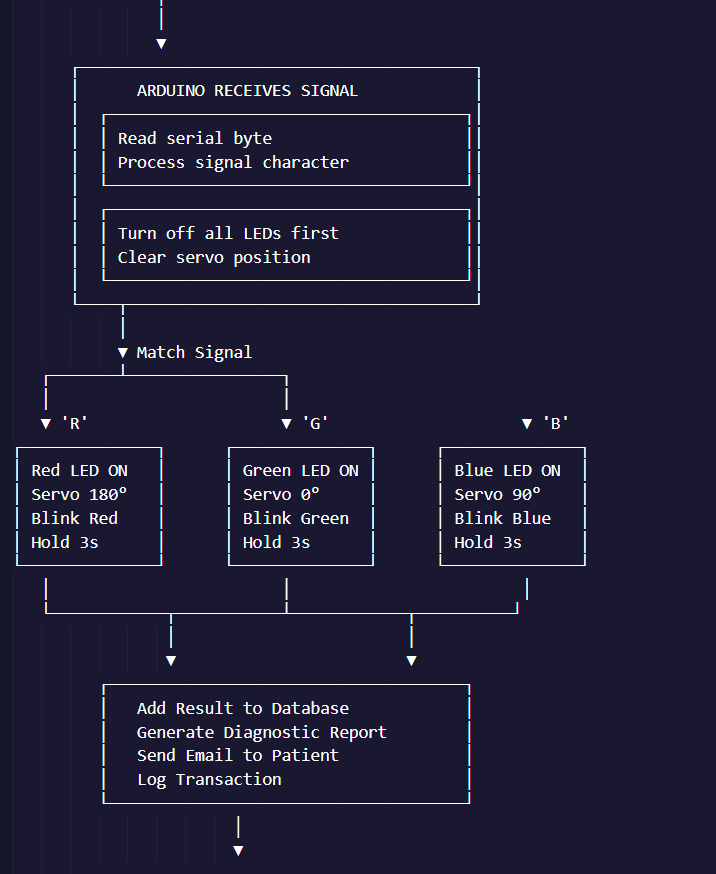 ARDUINO RECEIVES SIGNAL
Read serial byte
Process signal character
Turn off all LEDs first
Clear servo position
Match Signal
'R' 'G' 'B'
Red LED ON Green LED ON Blue LED ON
Servo 180° Servo 0° Servo 90°
Blink Red Blink Green Blink Blue
Hold 3s Hold 3s Hold 3s
Add Result to Database
Generate Diagnostic Report
Send Email to Patient
Log Transaction